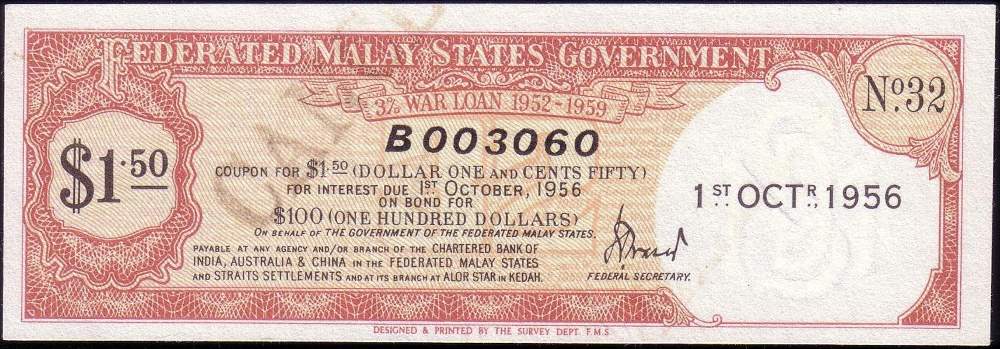 FEDERATED MALAY STATES GOVERNMENT
3% WAR LOAN 1952-1959
No. 32
B003060
$1.50
COUPON FOR $1.50 (DOLLAR ONE AND CENTS FIFTY)
FOR INTEREST DUE 1ST OCTOBER, 1956
ON BOND FOR
$100 (ONE HUNDRED DOLLARS)
ON BEHALF OF THE GOVERNMENT OF THE FEDERATED MALAY STATES.
1ST OCTR, 1956
PAYABLE AT ANY AGENCY AND/OR BRANCH OF THE CHARTERED BANK OF
INDIA, AUSTRALIA & CHINA IN THE FEDERATED MALAY STATES
AND STRAITS SETTLEMENTS AND AT ITS BRANCH AT ALOR STAR IN KEDAH.
FEDERAL SECRETARY.
DESIGNED & PRINTED BY THE SURVEY DEPT. F.M.S.